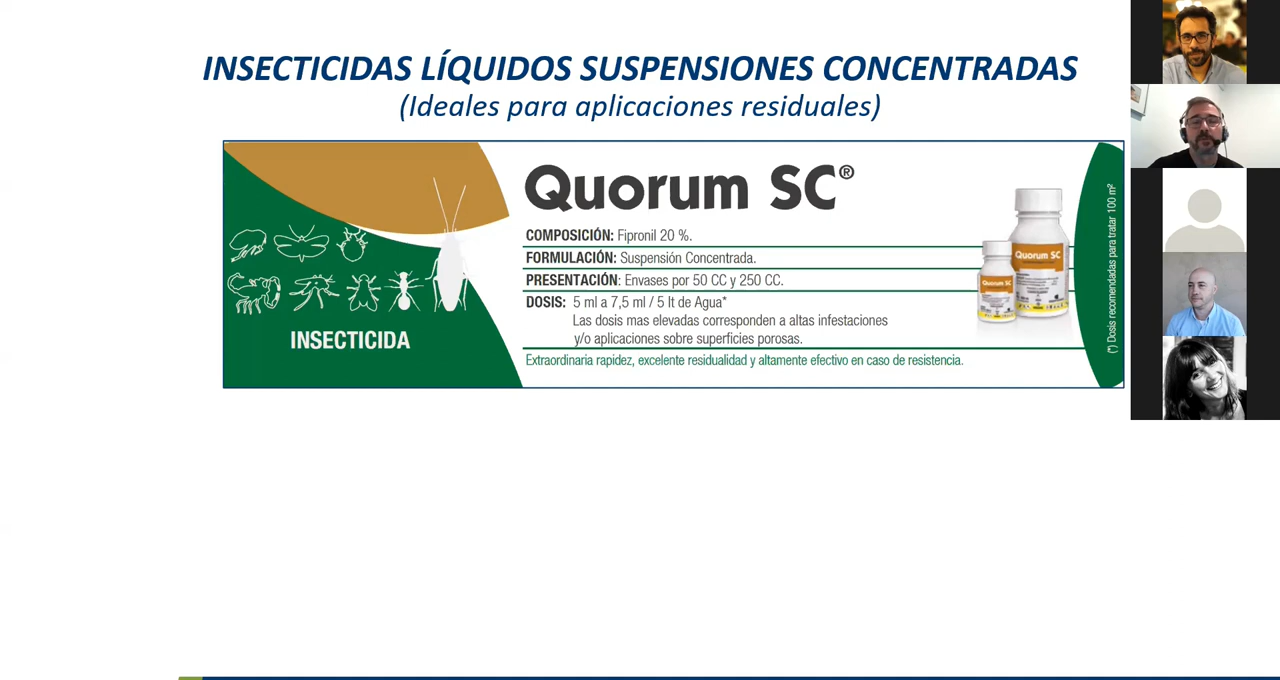 INSECTICIDAS LÍQUIDOS SUSPENSIONES CONCENTRADAS
(Ideales para aplicaciones residuales)
Quorum SC®
COMPOSICIÓN: Fipronil 20 %.
FORMULACIÓN: Suspensión Concentrada.
PRESENTACIÓN: Envases por 50 CC y 250 CC.
DOSIS: 5 ml a 7,5 ml / 5 lt de Agua*
Las dosis mas elevadas corresponden a altas infestaciones
y/o aplicaciones sobre superficies porosas.
Extraordinaria rapidez, excelente residualidad y altamente efectivo en caso de resistencia.
INSECTICIDA
Quorum SC
Quorum SC
(*) Dosis recomendadas para tratar 100 m²